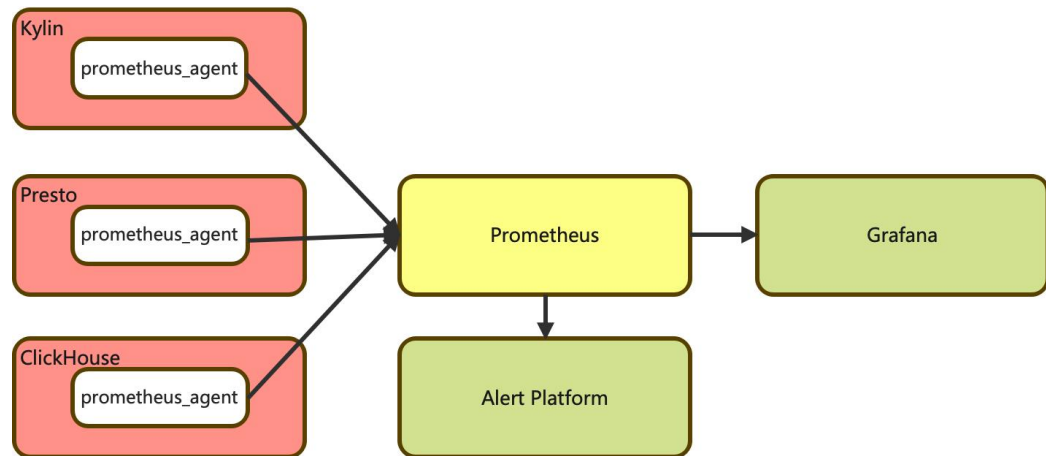 Kylin
prometheus_agent
Presto
prometheus_agent
Prometheus
Grafana
ClickHouse
prometheus_agent
Alert Platform